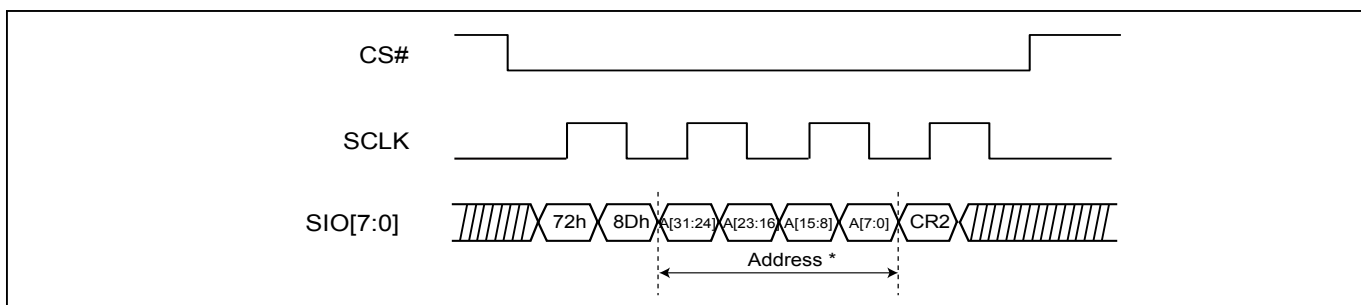 CS#
SCLK
SIO[7:0] 72h 8Dh A[31:24] A[23:16] A[15:8] A[7:0] CR2
Address *